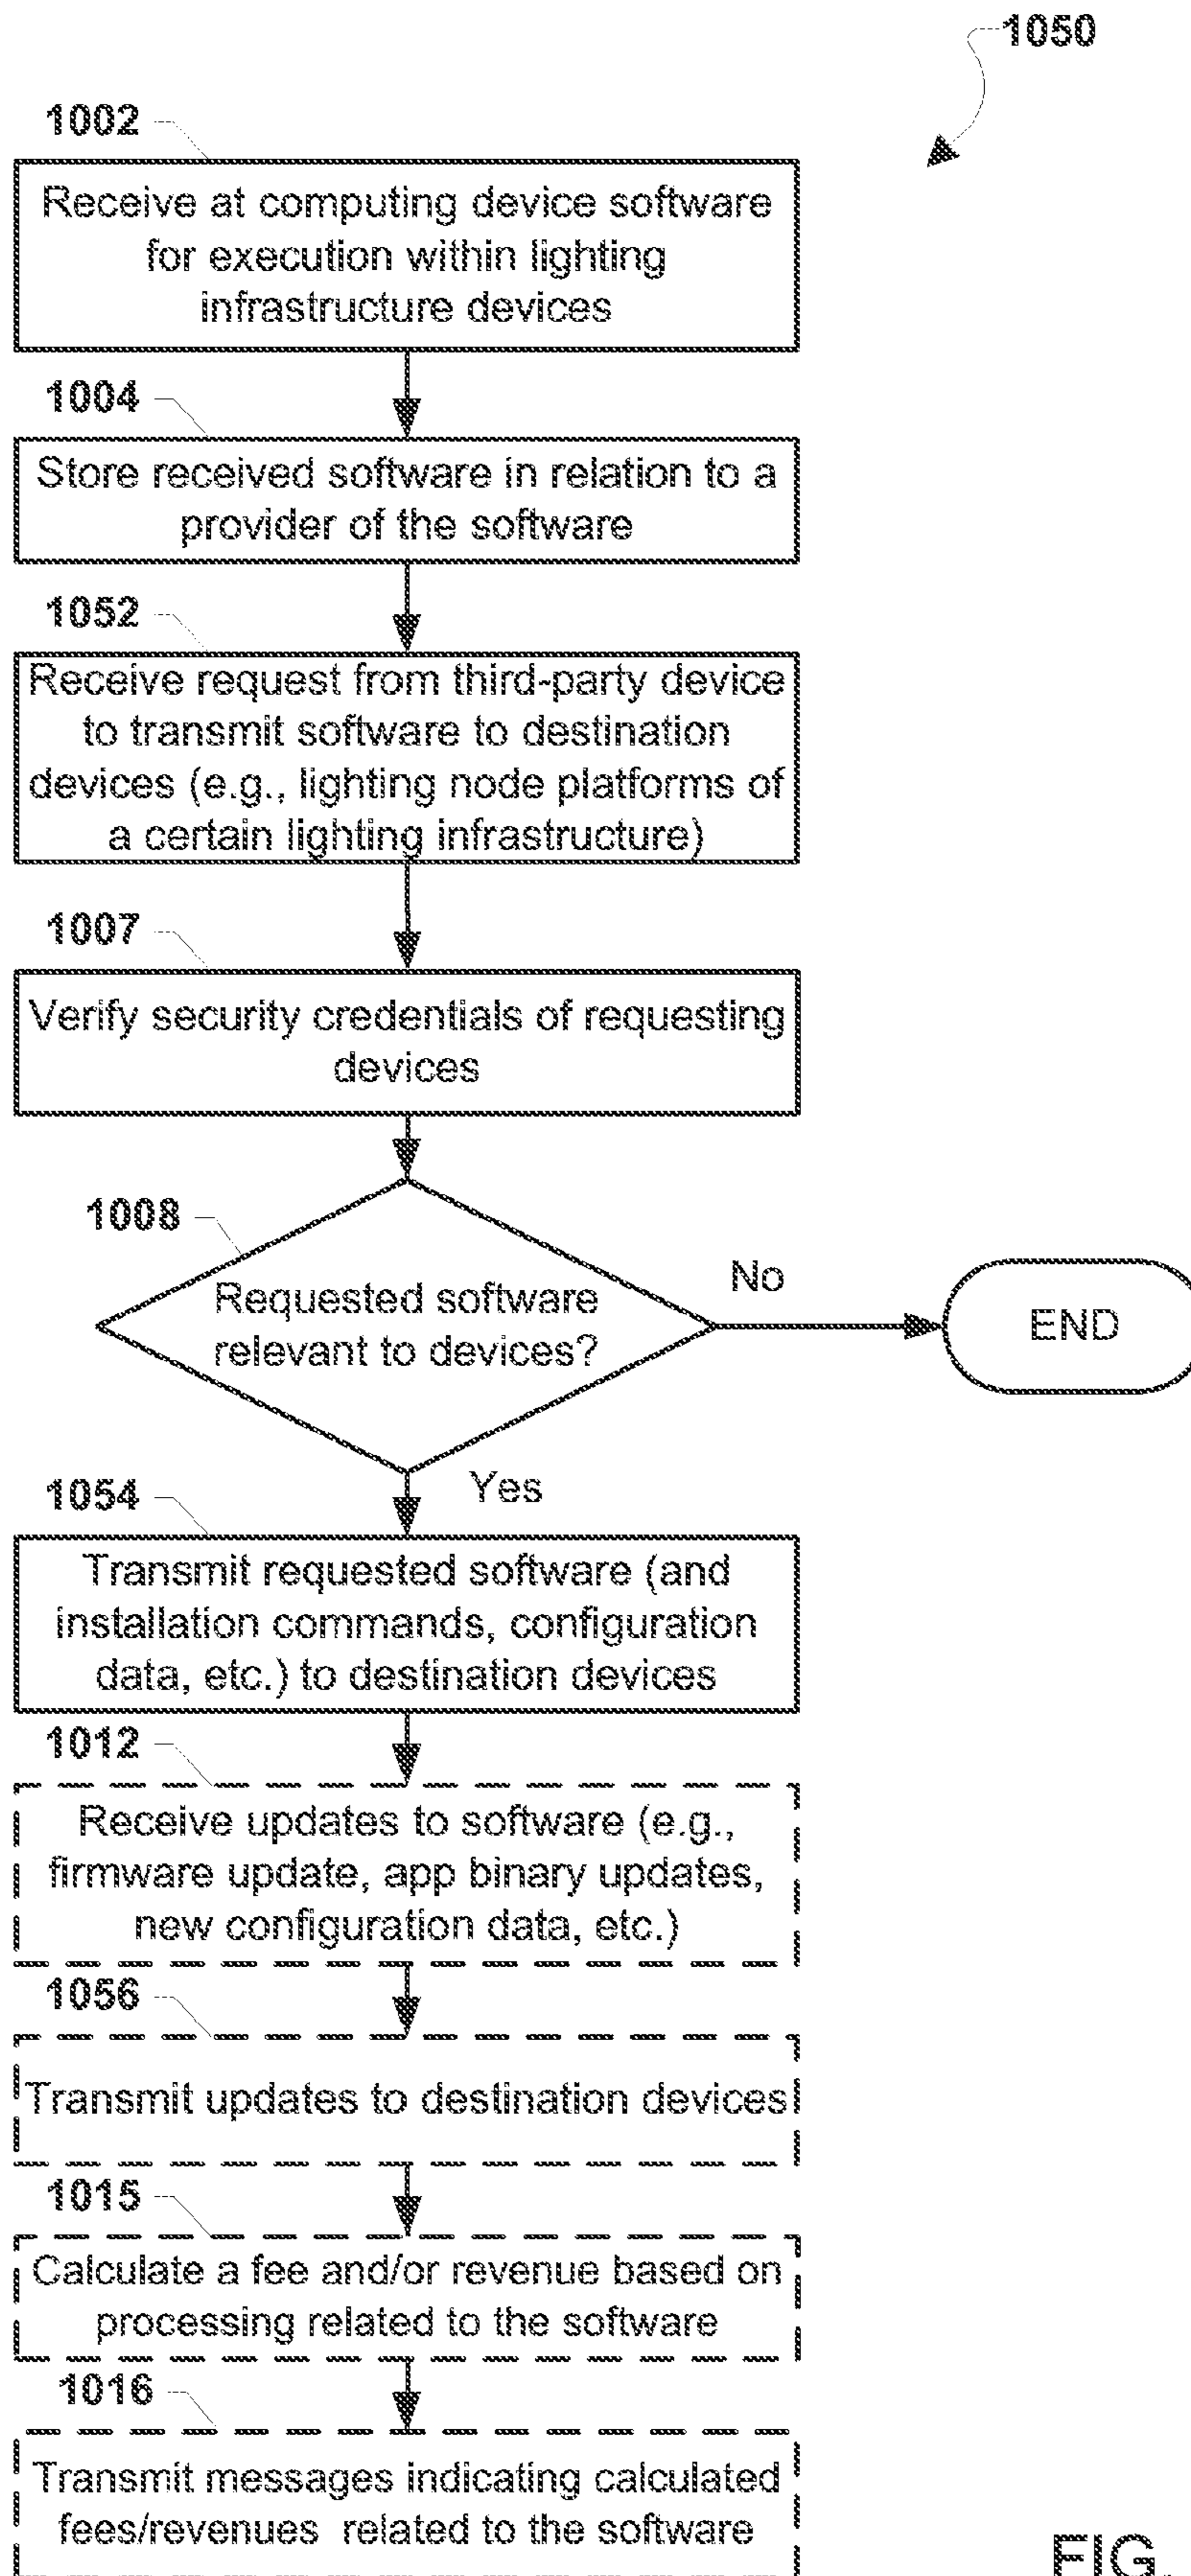 1050
1002
Receive at computing device software
for execution within lighting
infrastructure devices
1004
Store received software in relation to a
provider of the software
1052
Receive request from third-party device
to transmit software to destination
devices (e.g., lighting node platforms of
a certain lighting infrastructure)
1007
Verify security credentials of requesting
devices
1008
Requested software
relevant to devices?
No
END
Yes
1054
Transmit requested software (and
installation commands, configuration
data, etc.) to destination devices
1012
Receive updates to software (e.g.,
firmware update, app binary updates,
new configuration data, etc.)
1056
Transmit updates to destination devices
1015
Calculate a fee and/or revenue based on
processing related to the software
1016
Transmit messages indicating calculated
fees/revenues related to the software
FIG.